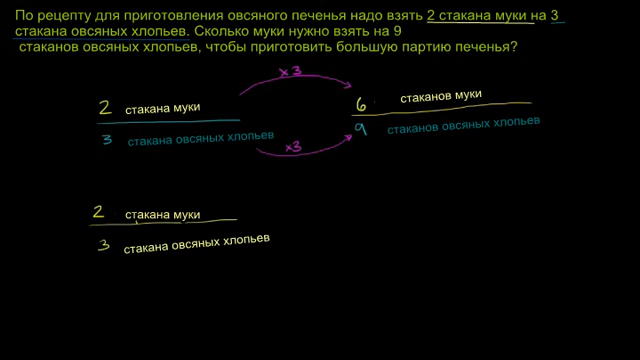 По рецепту для приготовления овсяного печенья надо взять 2 стакана муки на 3
стакана овсяных хлопьев. Сколько муки нужно взять на 9
стаканов овсяных хлопьев, чтобы приготовить большую партию печенья?
×3
2 стакана муки
3 стакана овсяных хлопьев
6 стаканов муки
9 стаканов овсяных хлопьев
×3
2 стакана муки
3 стакана овсяных хлопьев